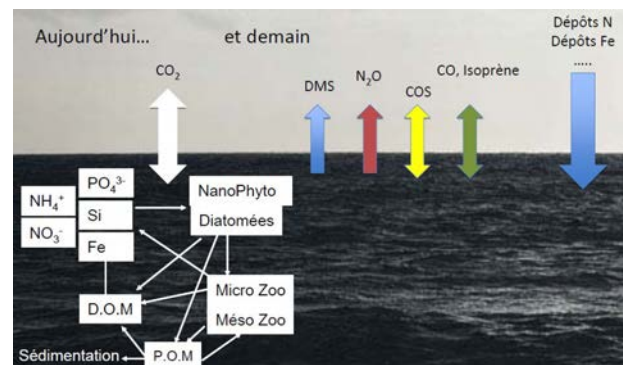 Aujourd’hui… et demain
Dépôts N
Dépôts Fe
.....
CO₂
DMS
N₂O
COS
CO, Isoprène
PO₄³⁻
NH₄⁺
Si
NO₃⁻
Fe
NanoPhyto
Diatomées
D.O.M
Micro Zoo
Méso Zoo
Sédimentation
P.O.M